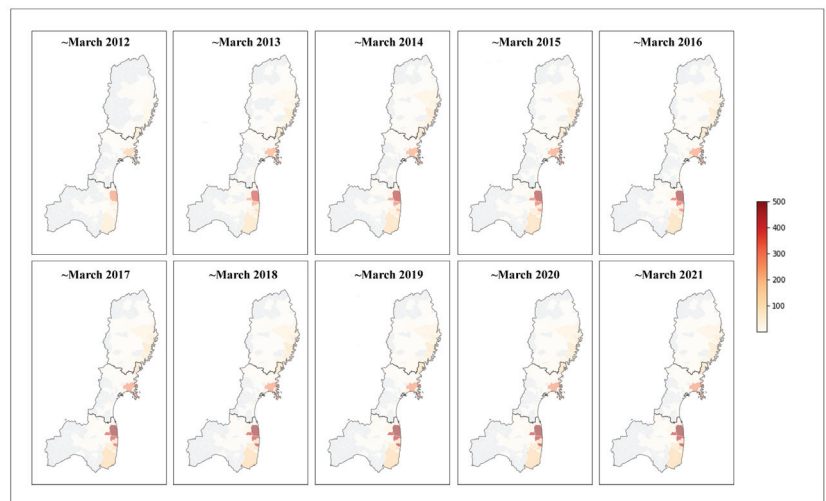 ~March 2012
~March 2013
~March 2014
~March 2015
~March 2016
500
400
300
200
100
~March 2017
~March 2018
~March 2019
~March 2020
~March 2021